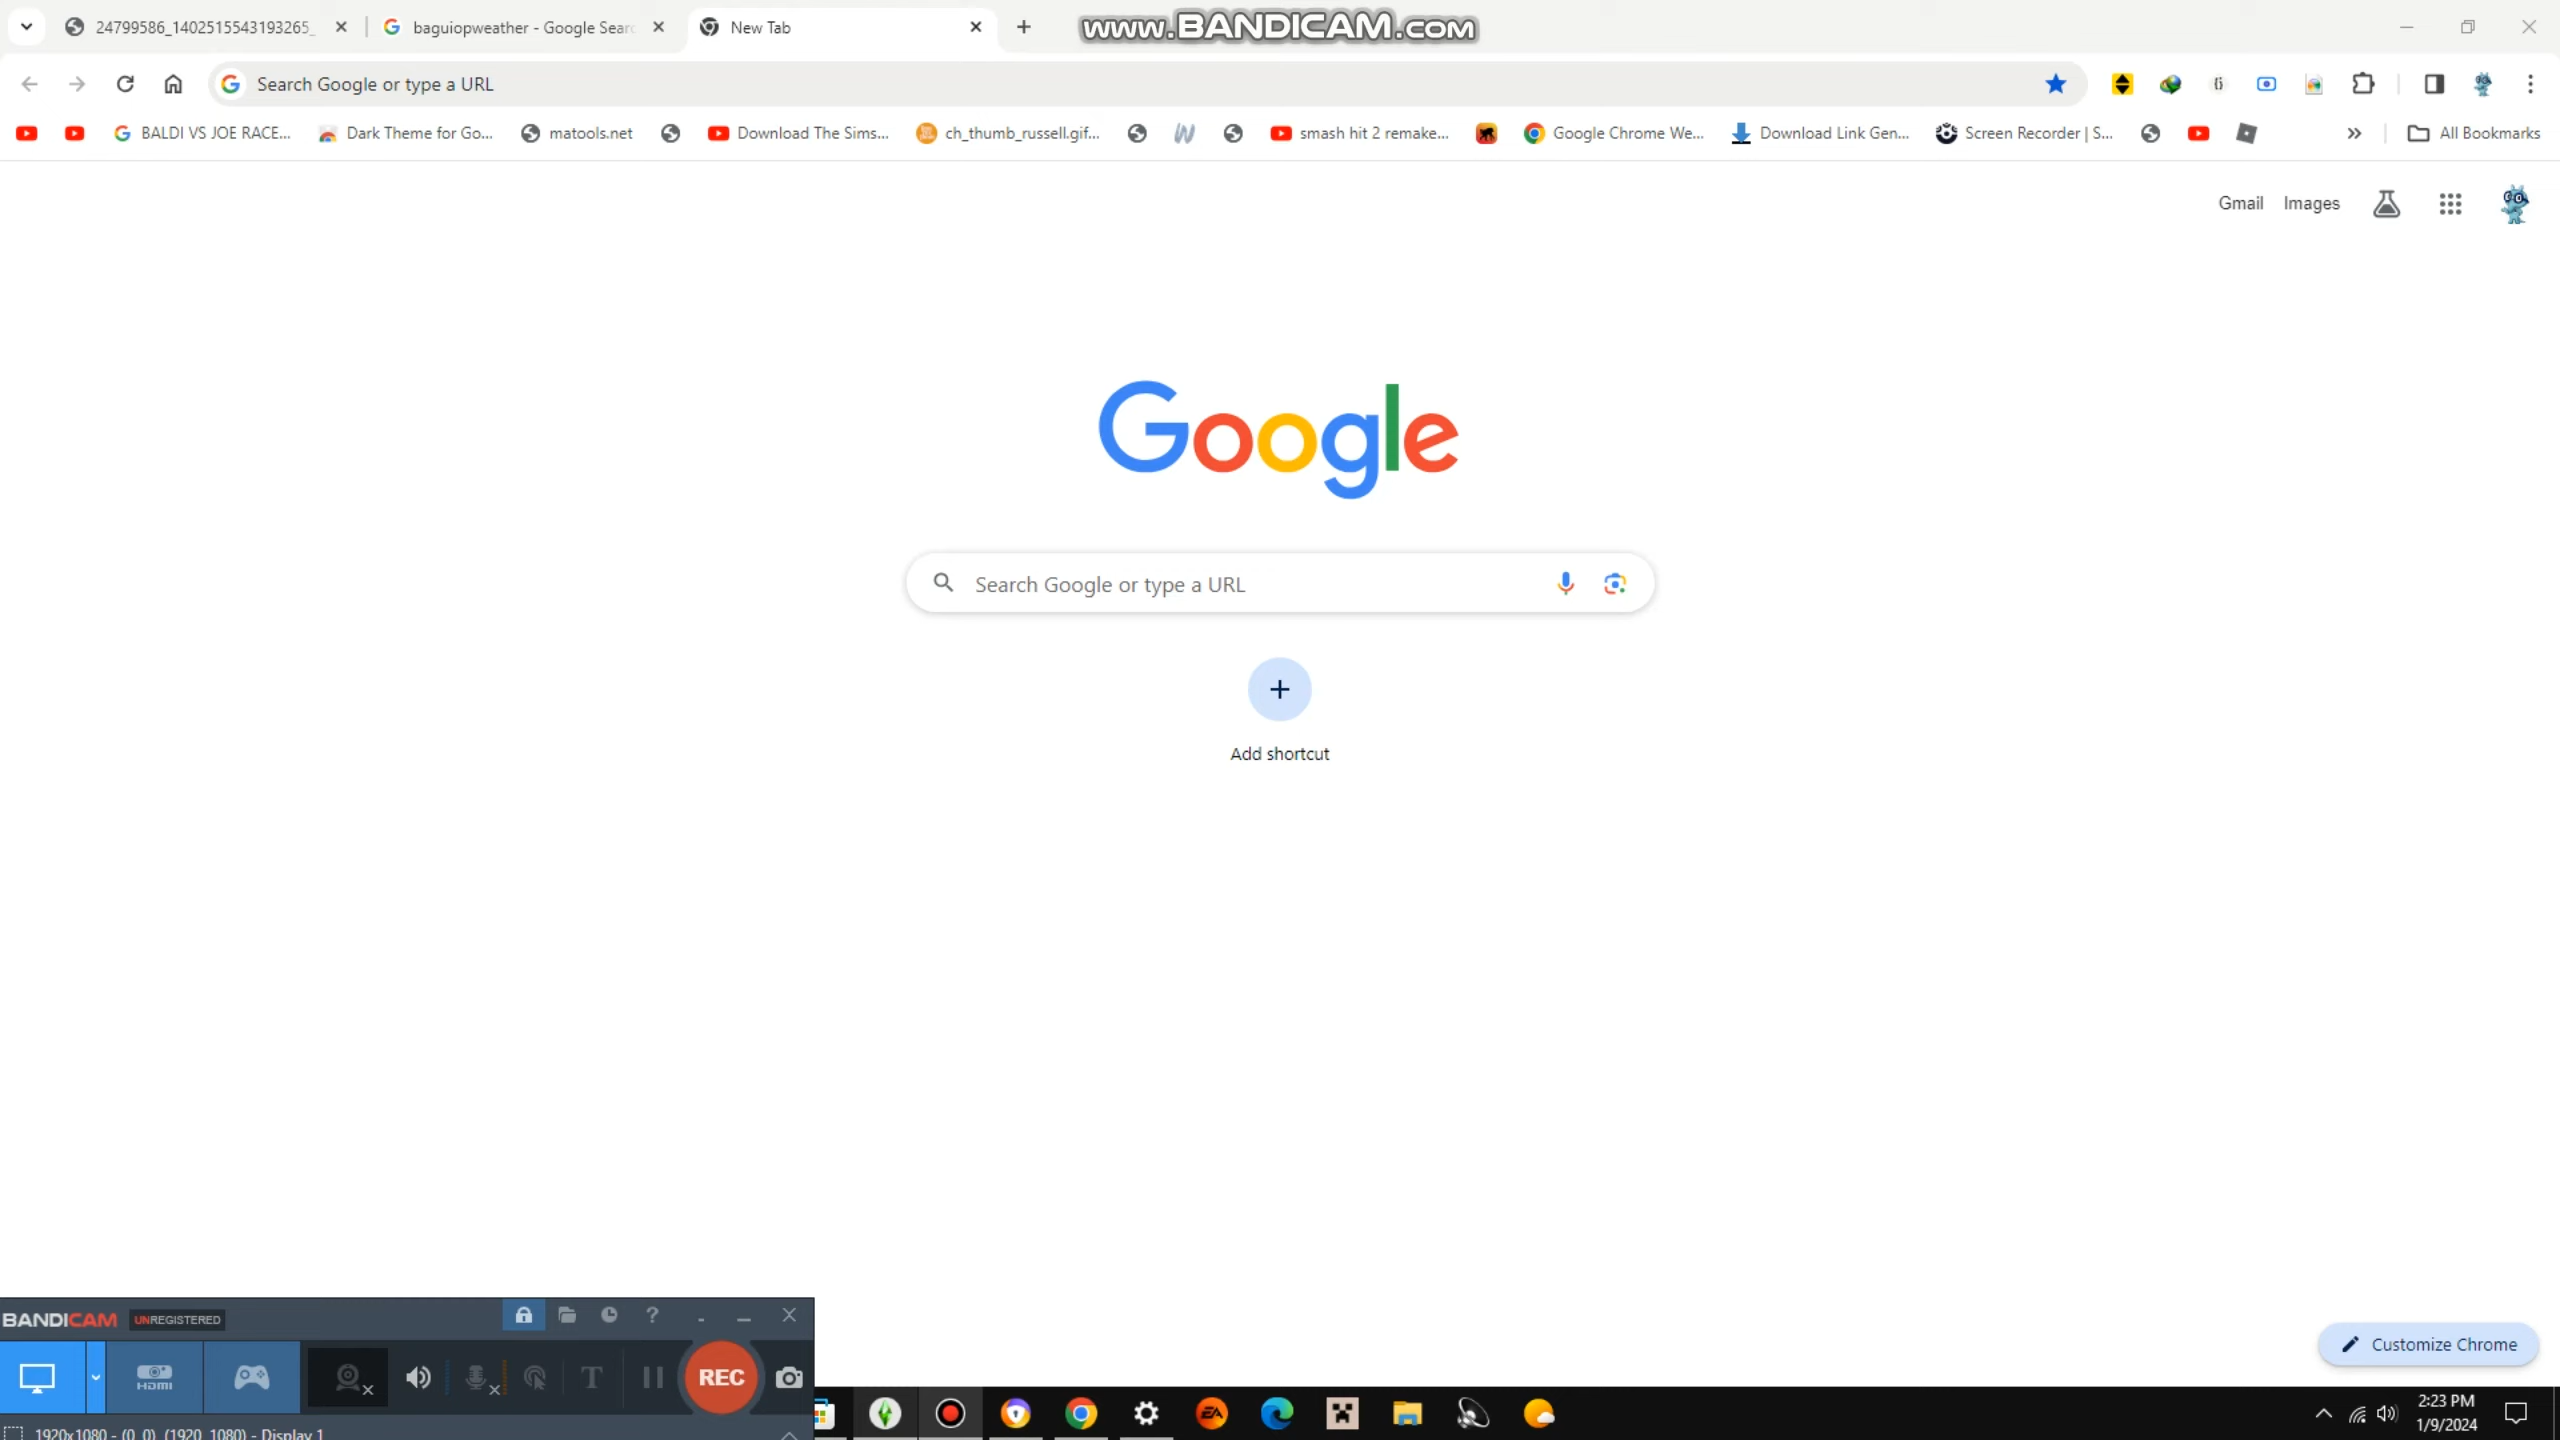 24799586_1402515543193265_
baguiopweather - Google Searc
New Tab
www.BANDICAM.com
Search Google or type a URL
BALDI VS JOE RACE...
Dark Theme for Go...
matools.net
Download The Sims...
ch_thumb_russell.gif...
smash hit 2 remake...
Google Chrome We...
Download Link Gen...
Screen Recorder | S...
All Bookmarks
Gmail
Images
Google
Search Google or type a URL
Add shortcut
Customize Chrome
BANDICAM UNREGISTERED
HDMI
REC
1920x1080 - (0, 0), (1920, 1080) - Display 1
EA
2:23 PM
1/9/2024